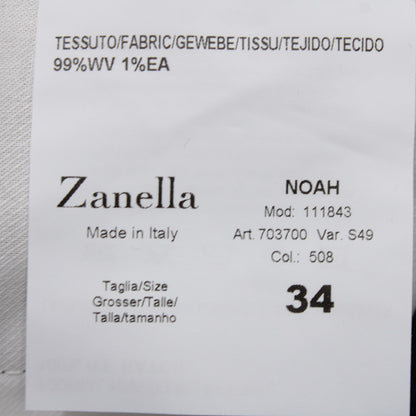 TESSUTO/FABRIC/GEWEBE/TISSU/TEJIDO/TECIDO
99%WV 1%EA
Zanella
Made in Italy
NOAH
Mod: 111843
Art. 703700 Var. S49
Col.: 508
Taglia/Size
Grosser/Talle/
Talla/tamanho
34